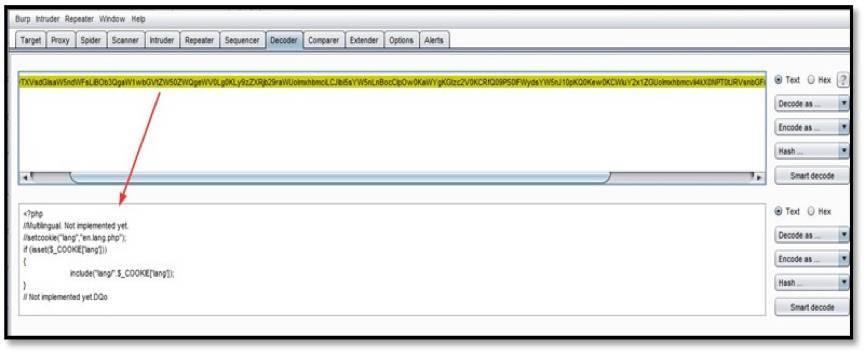 Burp Intruder Repeater Window Help
Target Proxy Spider Scanner Intruder Repeater Sequencer Decoder Comparer Extender Options Alerts
Text Hex ?
Decode as ...
Encode as ...
Hash ...
Smart decode
<?php
//Multilingual. Not implemented yet.
//setcookie("lang","en.lang.php");
if (isset($_COOKIE['lang']))
{
include("lang/".$_COOKIE['lang']);
}
// Not implemented yet.DQo
Text Hex
Decode as ...
Encode as ...
Hash ...
Smart decode